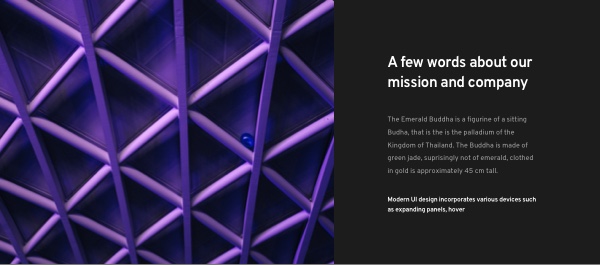 A few words about our
mission and company
The Emerald Buddha is a figurine of a sitting
Budha, that is the is the palladium of the
Kingdom of Thailand. The Buddha is made of
green jade, suprisingly not of emerald, clothed
in gold is approximately 45 cm tall.
Modern UI design incorporates various devices such
as expanding panels, hover